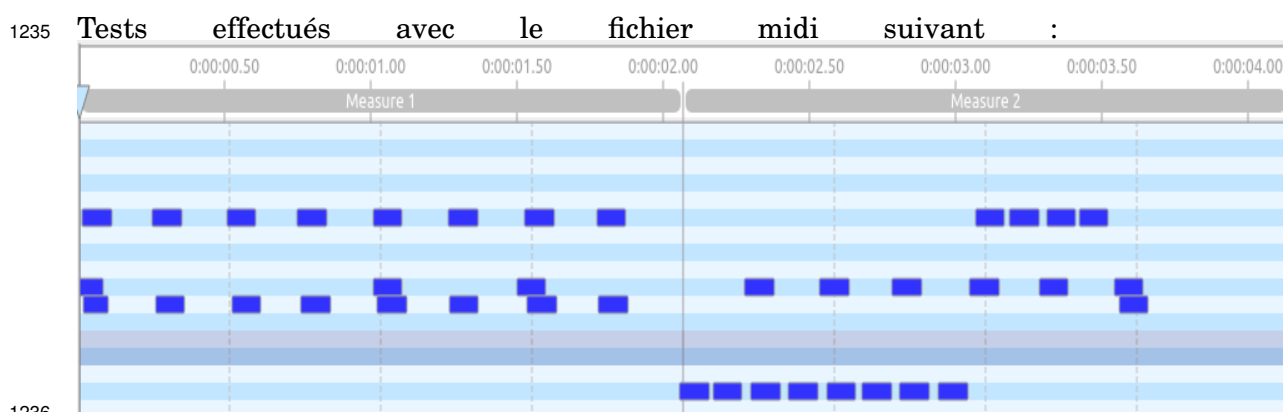 1235 Tests effectués avec le fichier midi suivant :
0:00:00.50 0:00:01.00 0:00:01.50 0:00:02.00 0:00:02.50 0:00:03.00 0:00:03.50 0:00:04.00
Measure 1 Measure 2
1236